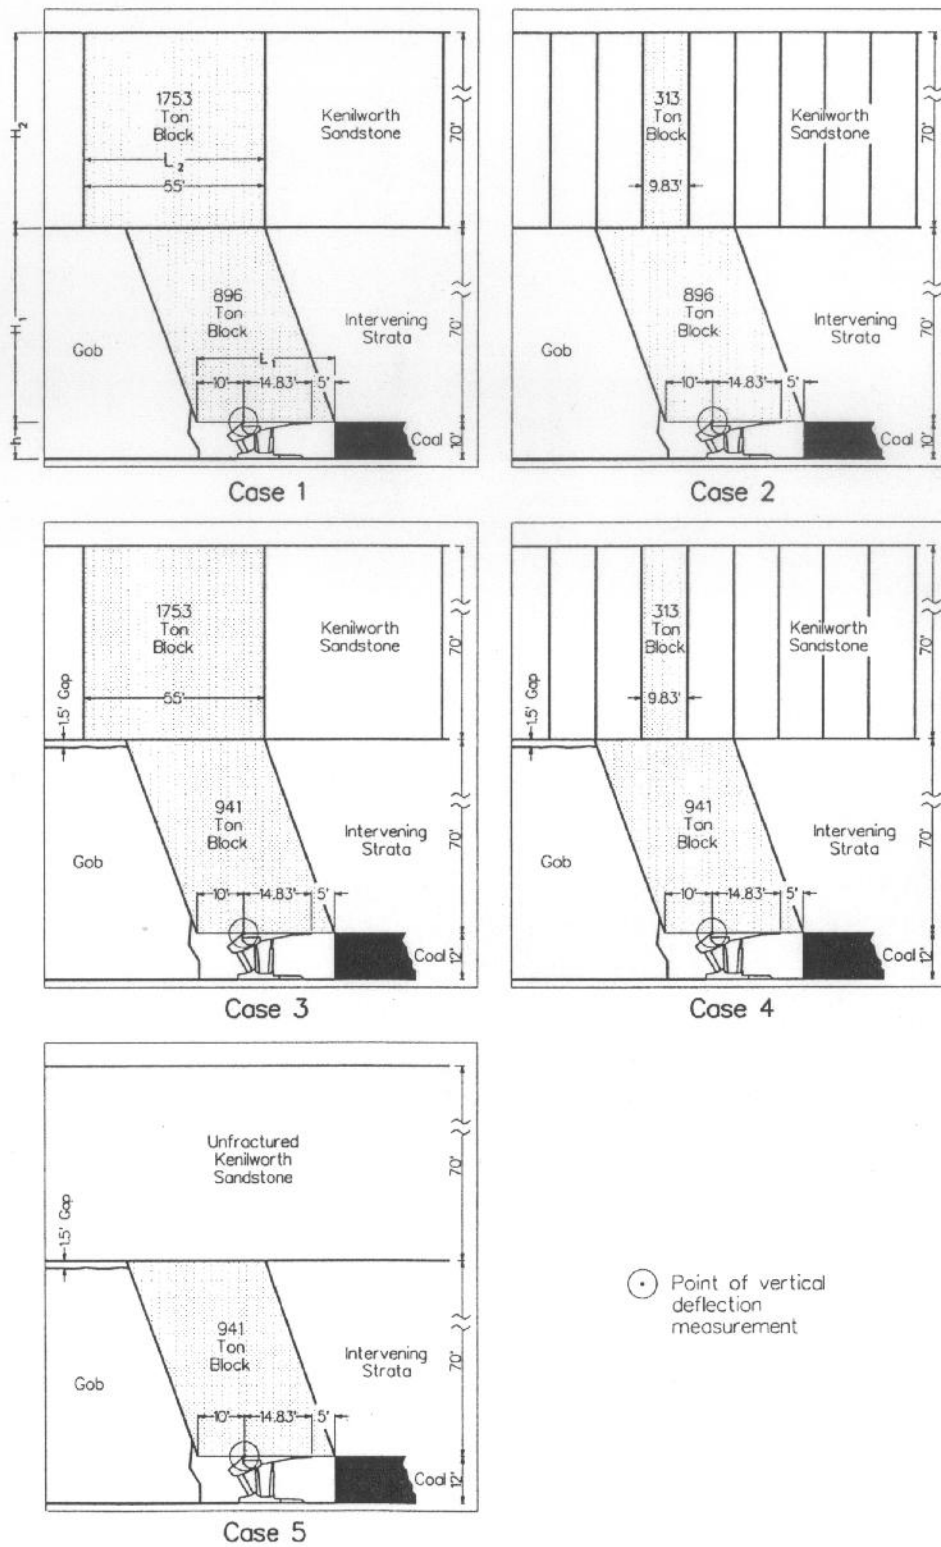 1753
Ton
Block
Kenilworth
Sandstone
H2
L2
55'
70'
896
Ton
Block
Intervening
Strata
Gob
H1
L1
70'
10' 14.83' 5'
h
Coal
10'
Case 1
313
Ton
Block
Kenilworth
Sandstone
9.83'
70'
896
Ton
Block
Intervening
Strata
Gob
70'
10' 14.83' 5'
Coal
10'
Case 2
1753
Ton
Block
Kenilworth
Sandstone
1.5' Gap
55'
70'
941
Ton
Block
Intervening
Strata
Gob
70'
10' 14.83' 5'
Coal
12'
Case 3
313
Ton
Block
Kenilworth
Sandstone
1.5' Gap
9.83'
70'
941
Ton
Block
Intervening
Strata
Gob
70'
10' 14.83' 5'
Coal
12'
Case 4
Unfractured
Kenilworth
Sandstone
1.5' Gap
70'
941
Ton
Block
Intervening
Strata
Gob
70'
10' 14.83' 5'
Coal
12'
Case 5
Point of vertical
deflection
measurement